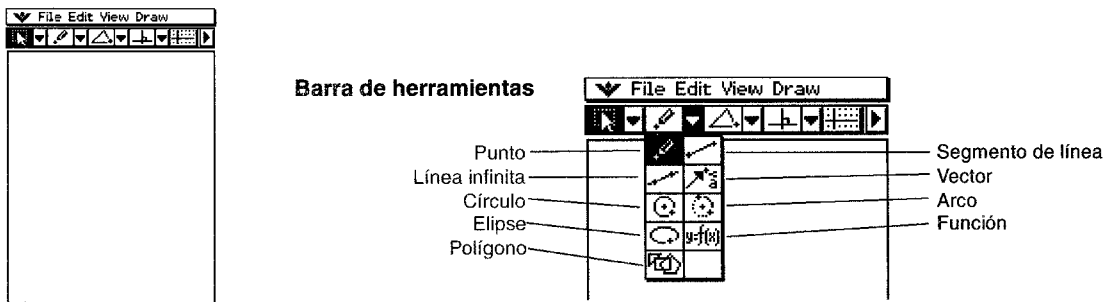 File Edit View Draw
Barra de herramientas
File Edit View Draw
Punto
Línea infinita
Círculo
Elipse
Polígono
y=f(x)
Segmento de línea
Vector
Arco
Función